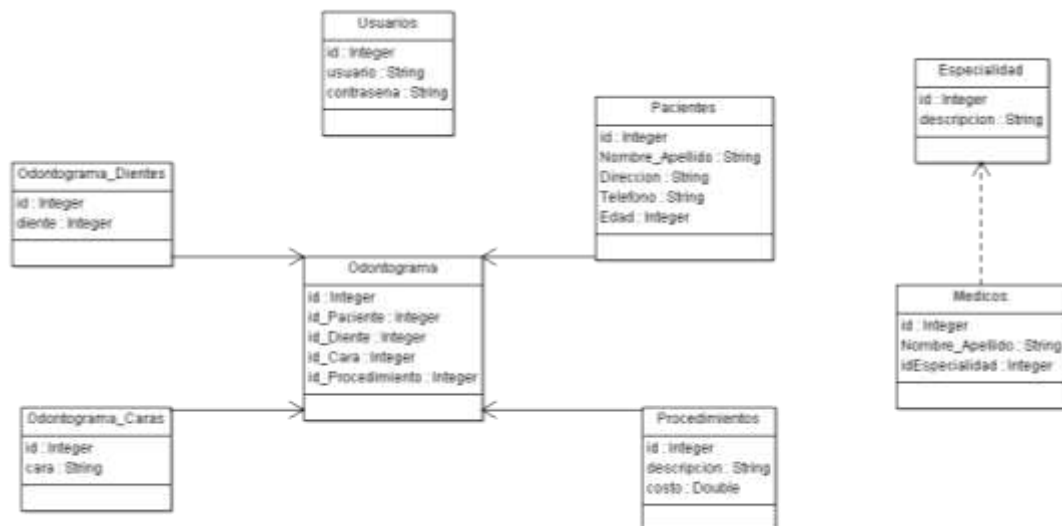 Usuarios
id : Integer
usuario : String
contrasena : String
Especialidad
id : Integer
descripcion : String
Pacientes
id : Integer
Nombre_Apellido : String
Direccion : String
Telefono : String
Edad : Integer
Odontograma_Dientes
id : Integer
diente : Integer
Odontograma
id : Integer
id_Paciente : Integer
id_Diente : Integer
id_Cara : Integer
id_Procedimiento : Integer
Medicos
id : Integer
Nombre_Apellido : String
idEspecialidad : Integer
Odontograma_Caras
id : Integer
cara : String
Procedimientos
id : Integer
descripcion : String
costo : Double